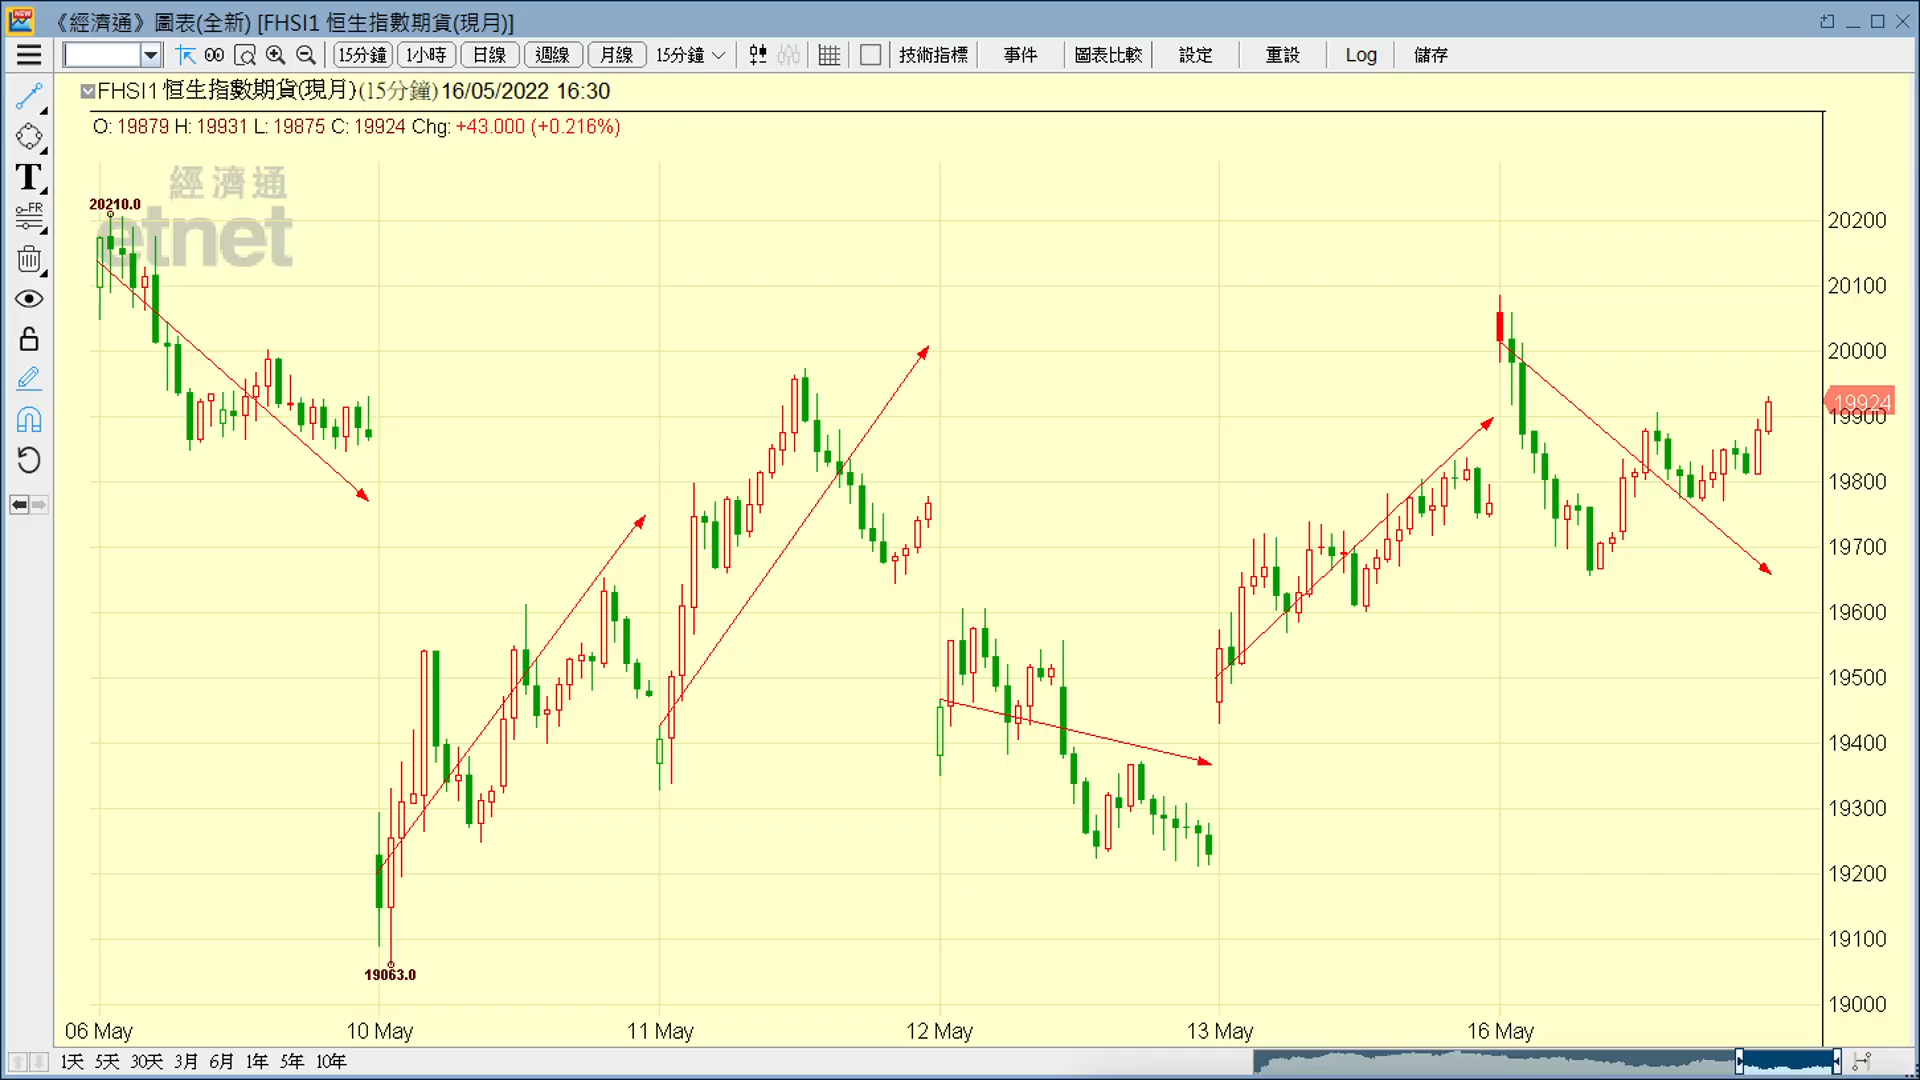 《經濟通》圖表(全新) [FHSI1 恒生指數期貨(現月)]
15分鐘 1小時 日線 週線 月線 15分鐘 技術指標 事件 圖表比較 設定 重設 Log 儲存
FHSI1 恒生指數期貨(現月)(15分鐘) 16/05/2022 16:30
O: 19879 H: 19931 L: 19875 C: 19924 Chg: +43.000 (+0.216%)
經濟通
etnet
T
FR
NEW
20210.0
19063.0
20200
20100
20000
19924
19900
19800
19700
19600
19500
19400
19300
19200
19100
19000
06 May 10 May 11 May 12 May 13 May 16 May
1天 5天 30天 3月 6月 1年 5年 10年